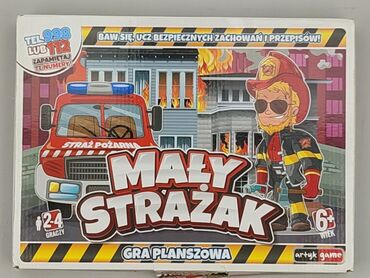 BAW SIĘ, UCZ BEZPIECZNYCH ZACHOWAŃ I PRZEPISÓW!
TEL. 998
LUB 112
ZAPAMIĘTAJ
TE NUMERY
STRAŻ POŻARNA
MAŁY
STRAŻAK
2-4
GRACZY
6+
WIEK
GRA PLANSZOWA
artyk game